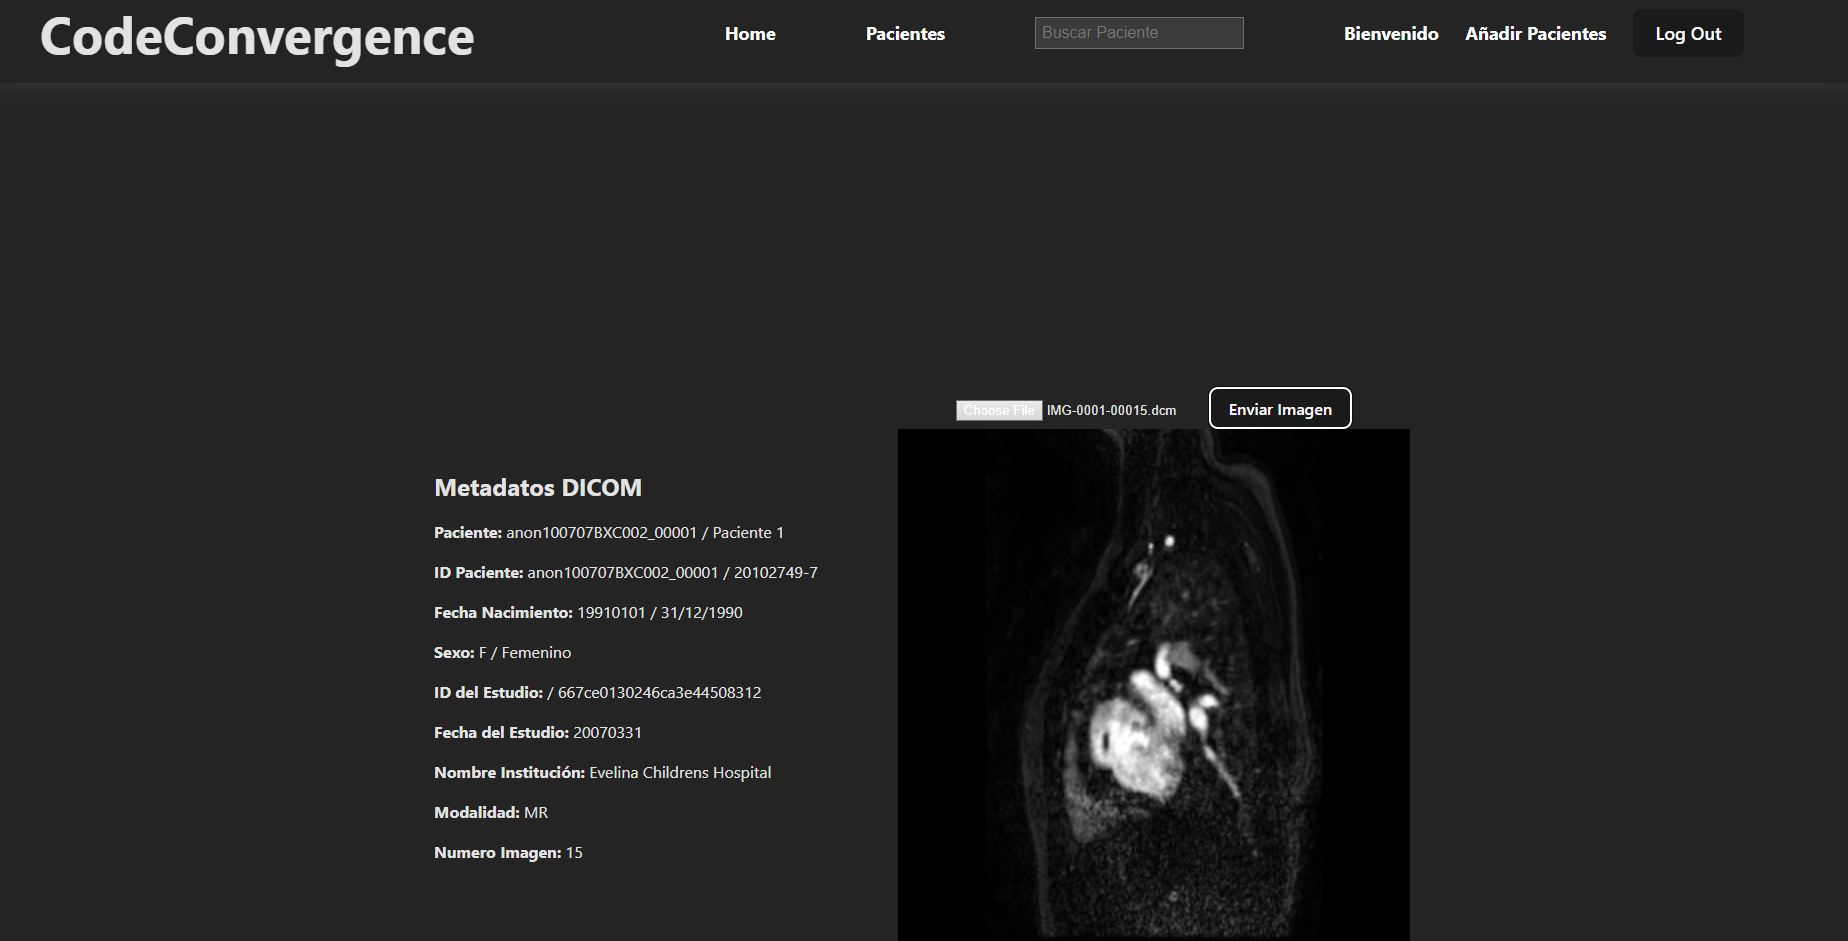 CodeConvergence
Home
Pacientes
Buscar Paciente
Bienvenido
Añadir Pacientes
Log Out
Choose File IMG-0001-00015.dcm
Enviar Imagen
Metadatos DICOM
Paciente: anon100707BXC002_00001 / Paciente 1
ID Paciente: anon100707BXC002_00001 / 20102749-7
Fecha Nacimiento: 19910101 / 31/12/1990
Sexo: F / Femenino
ID del Estudio: / 667ce0130246ca3e44508312
Fecha del Estudio: 20070331
Nombre Institución: Evelina Childrens Hospital
Modalidad: MR
Numero Imagen: 15